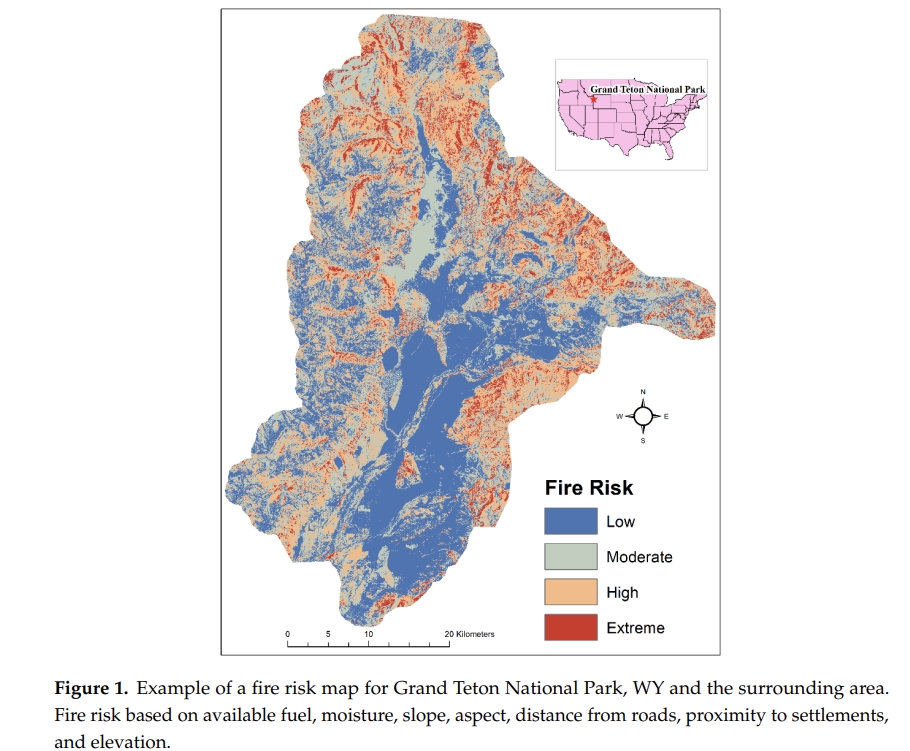 Grand Teton National Park
N
W E
S
Fire Risk
Low
Moderate
High
Extreme
0 5 10 20 Kilometers
Figure 1. Example of a fire risk map for Grand Teton National Park, WY and the surrounding area.
Fire risk based on available fuel, moisture, slope, aspect, distance from roads, proximity to settlements,
and elevation.